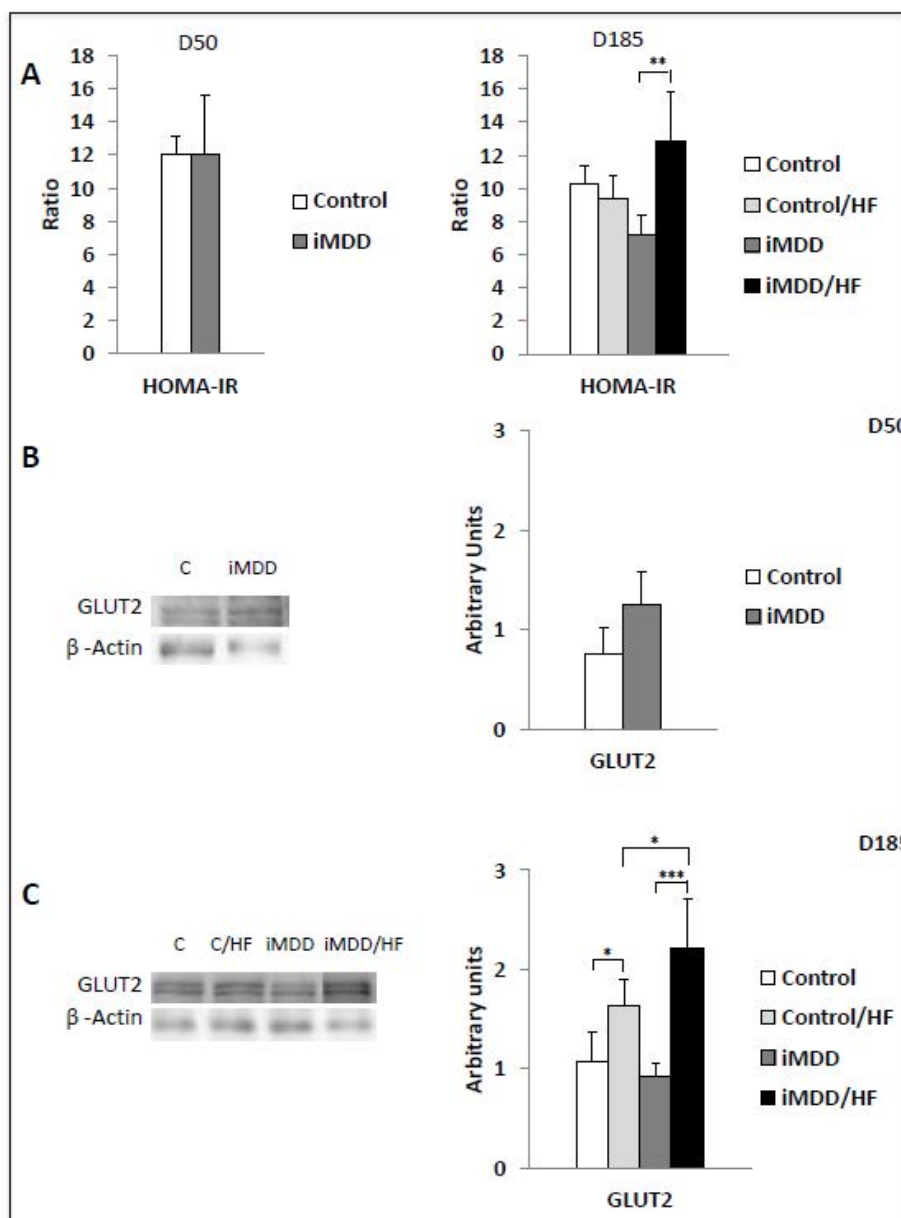 A
D50
18
16
14
12
10
8
6
4
2
0
Ratio
HOMA-IR
Control
iMDD
D185
18
16
14
12
10
8
6
4
2
0
Ratio
**
HOMA-IR
Control
Control/HF
iMDD
iMDD/HF
B
C iMDD
GLUT2
β -Actin
D50
3
2
1
0
Arbitrary Units
GLUT2
Control
iMDD
C
C C/HF iMDD iMDD/HF
GLUT2
β -Actin
D185
3
2
1
0
Arbitrary units
*
***
*
GLUT2
Control
Control/HF
iMDD
iMDD/HF